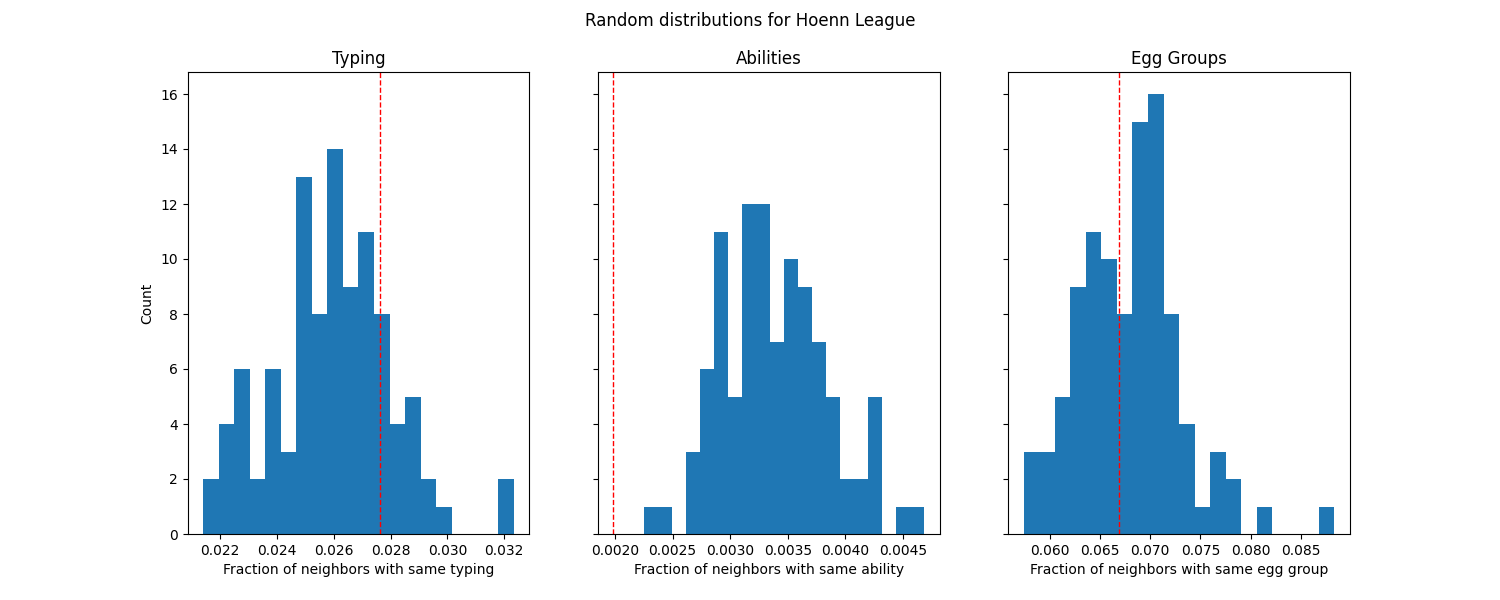 Random distributions for Hoenn League
Typing
Abilities
Egg Groups
Count
16
14
12
10
8
6
4
2
0
0.022 0.024 0.026 0.028 0.030 0.032
0.0020 0.0025 0.0030 0.0035 0.0040 0.0045
0.060 0.065 0.070 0.075 0.080 0.085
Fraction of neighbors with same typing
Fraction of neighbors with same ability
Fraction of neighbors with same egg group